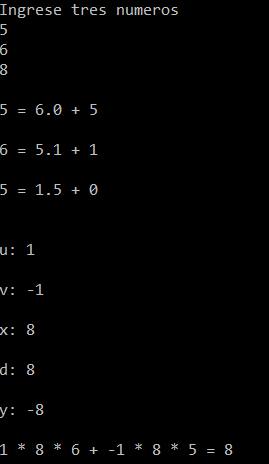 Ingrese tres numeros
5
6
8
5 = 6.0 + 5
6 = 5.1 + 1
5 = 1.5 + 0
u: 1
v: -1
x: 8
d: 8
y: -8
1 * 8 * 6 + -1 * 8 * 5 = 8